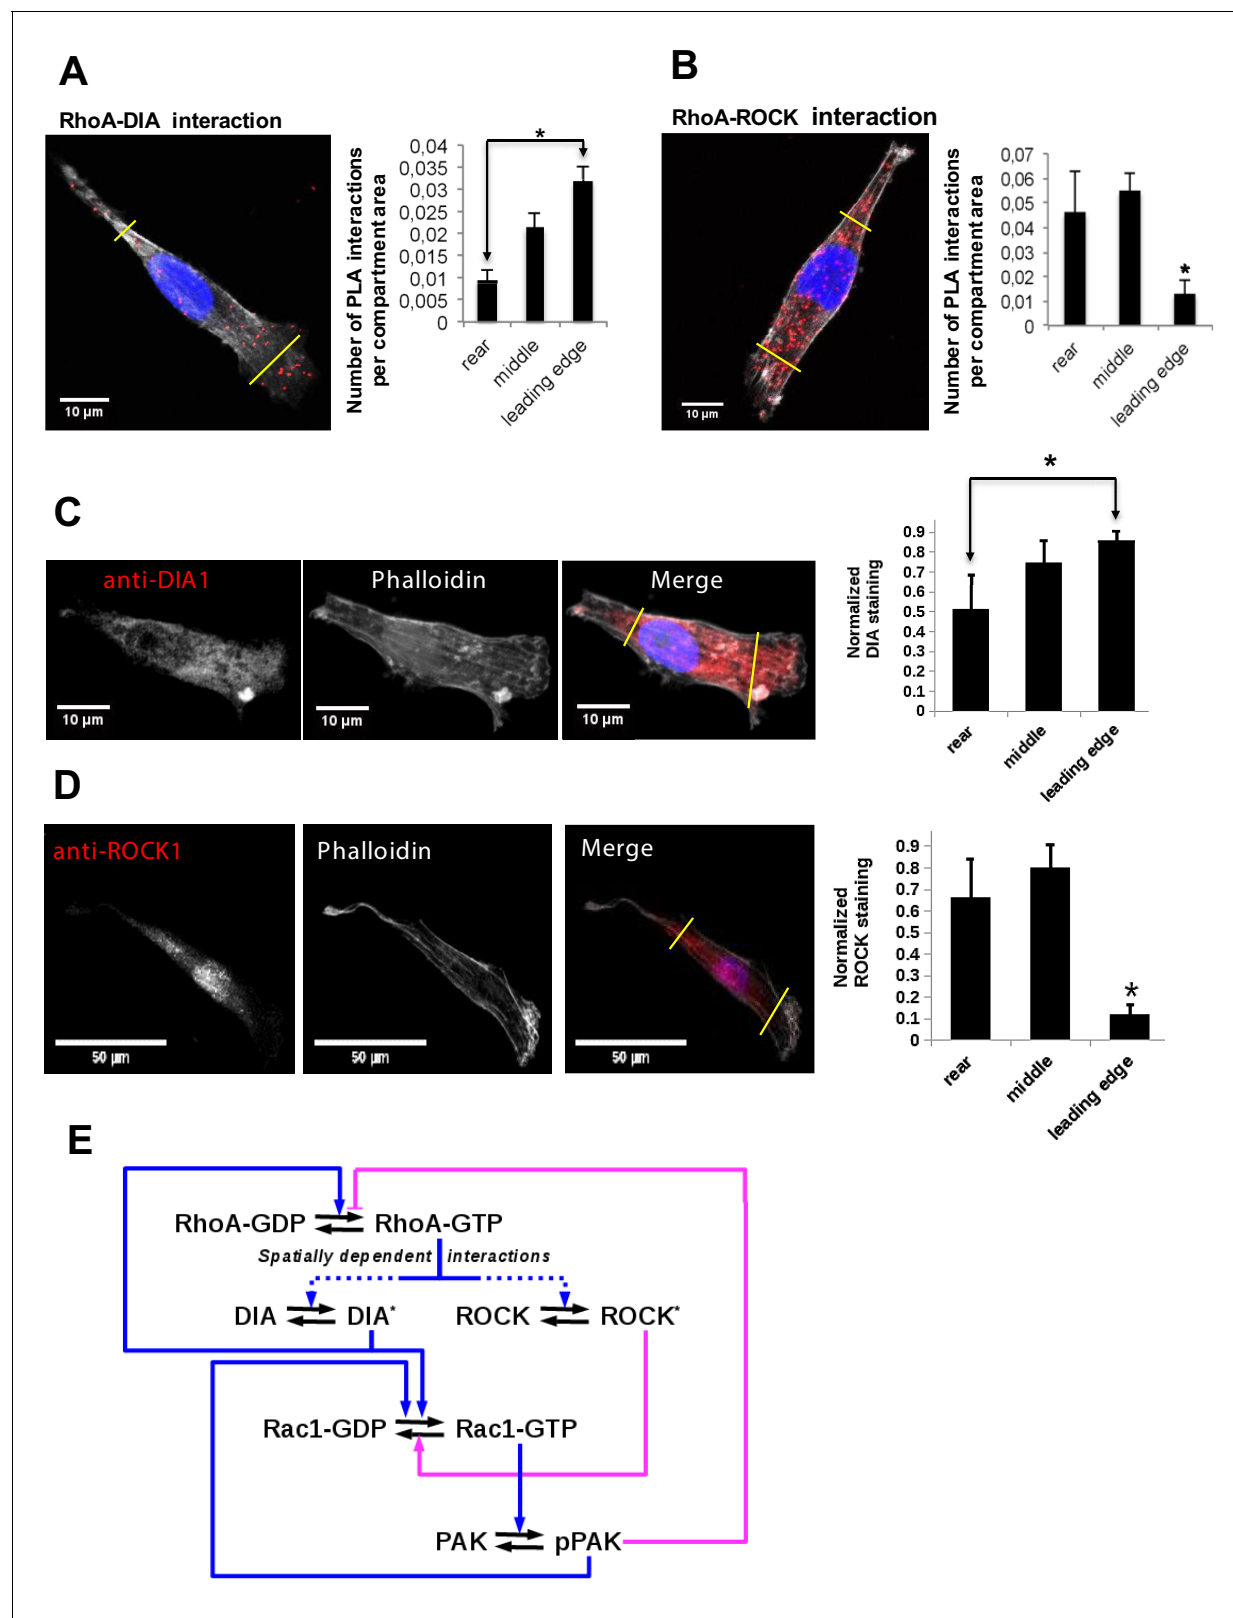 A
RhoA-DIA interaction
10 µm
Number of PLA interactions
per compartment area
0,04
0,035
0,03
0,025
0,02
0,015
0,01
0,005
0
*
rear
middle
leading edge
B
RhoA-ROCK interaction
10 µm
Number of PLA interactions
per compartment area
0,07
0,06
0,05
0,04
0,03
0,02
0,01
0
*
rear
middle
leading edge
C
anti-DIA1
10 µm
Phalloidin
10 µm
Merge
10 µm
Normalized
DIA staining
0.9
0.8
0.7
0.6
0.5
0.4
0.3
0.2
0.1
0
*
rear
middle
leading edge
D
anti-ROCK1
50 µm
Phalloidin
50 µm
Merge
50 µm
Normalized
ROCK staining
0.9
0.8
0.7
0.6
0.5
0.4
0.3
0.2
0.1
0
*
rear
middle
leading edge
E
RhoA-GDP RhoA-GTP
Spatially dependent interactions
DIA DIA* ROCK ROCK*
Rac1-GDP Rac1-GTP
PAK pPAK